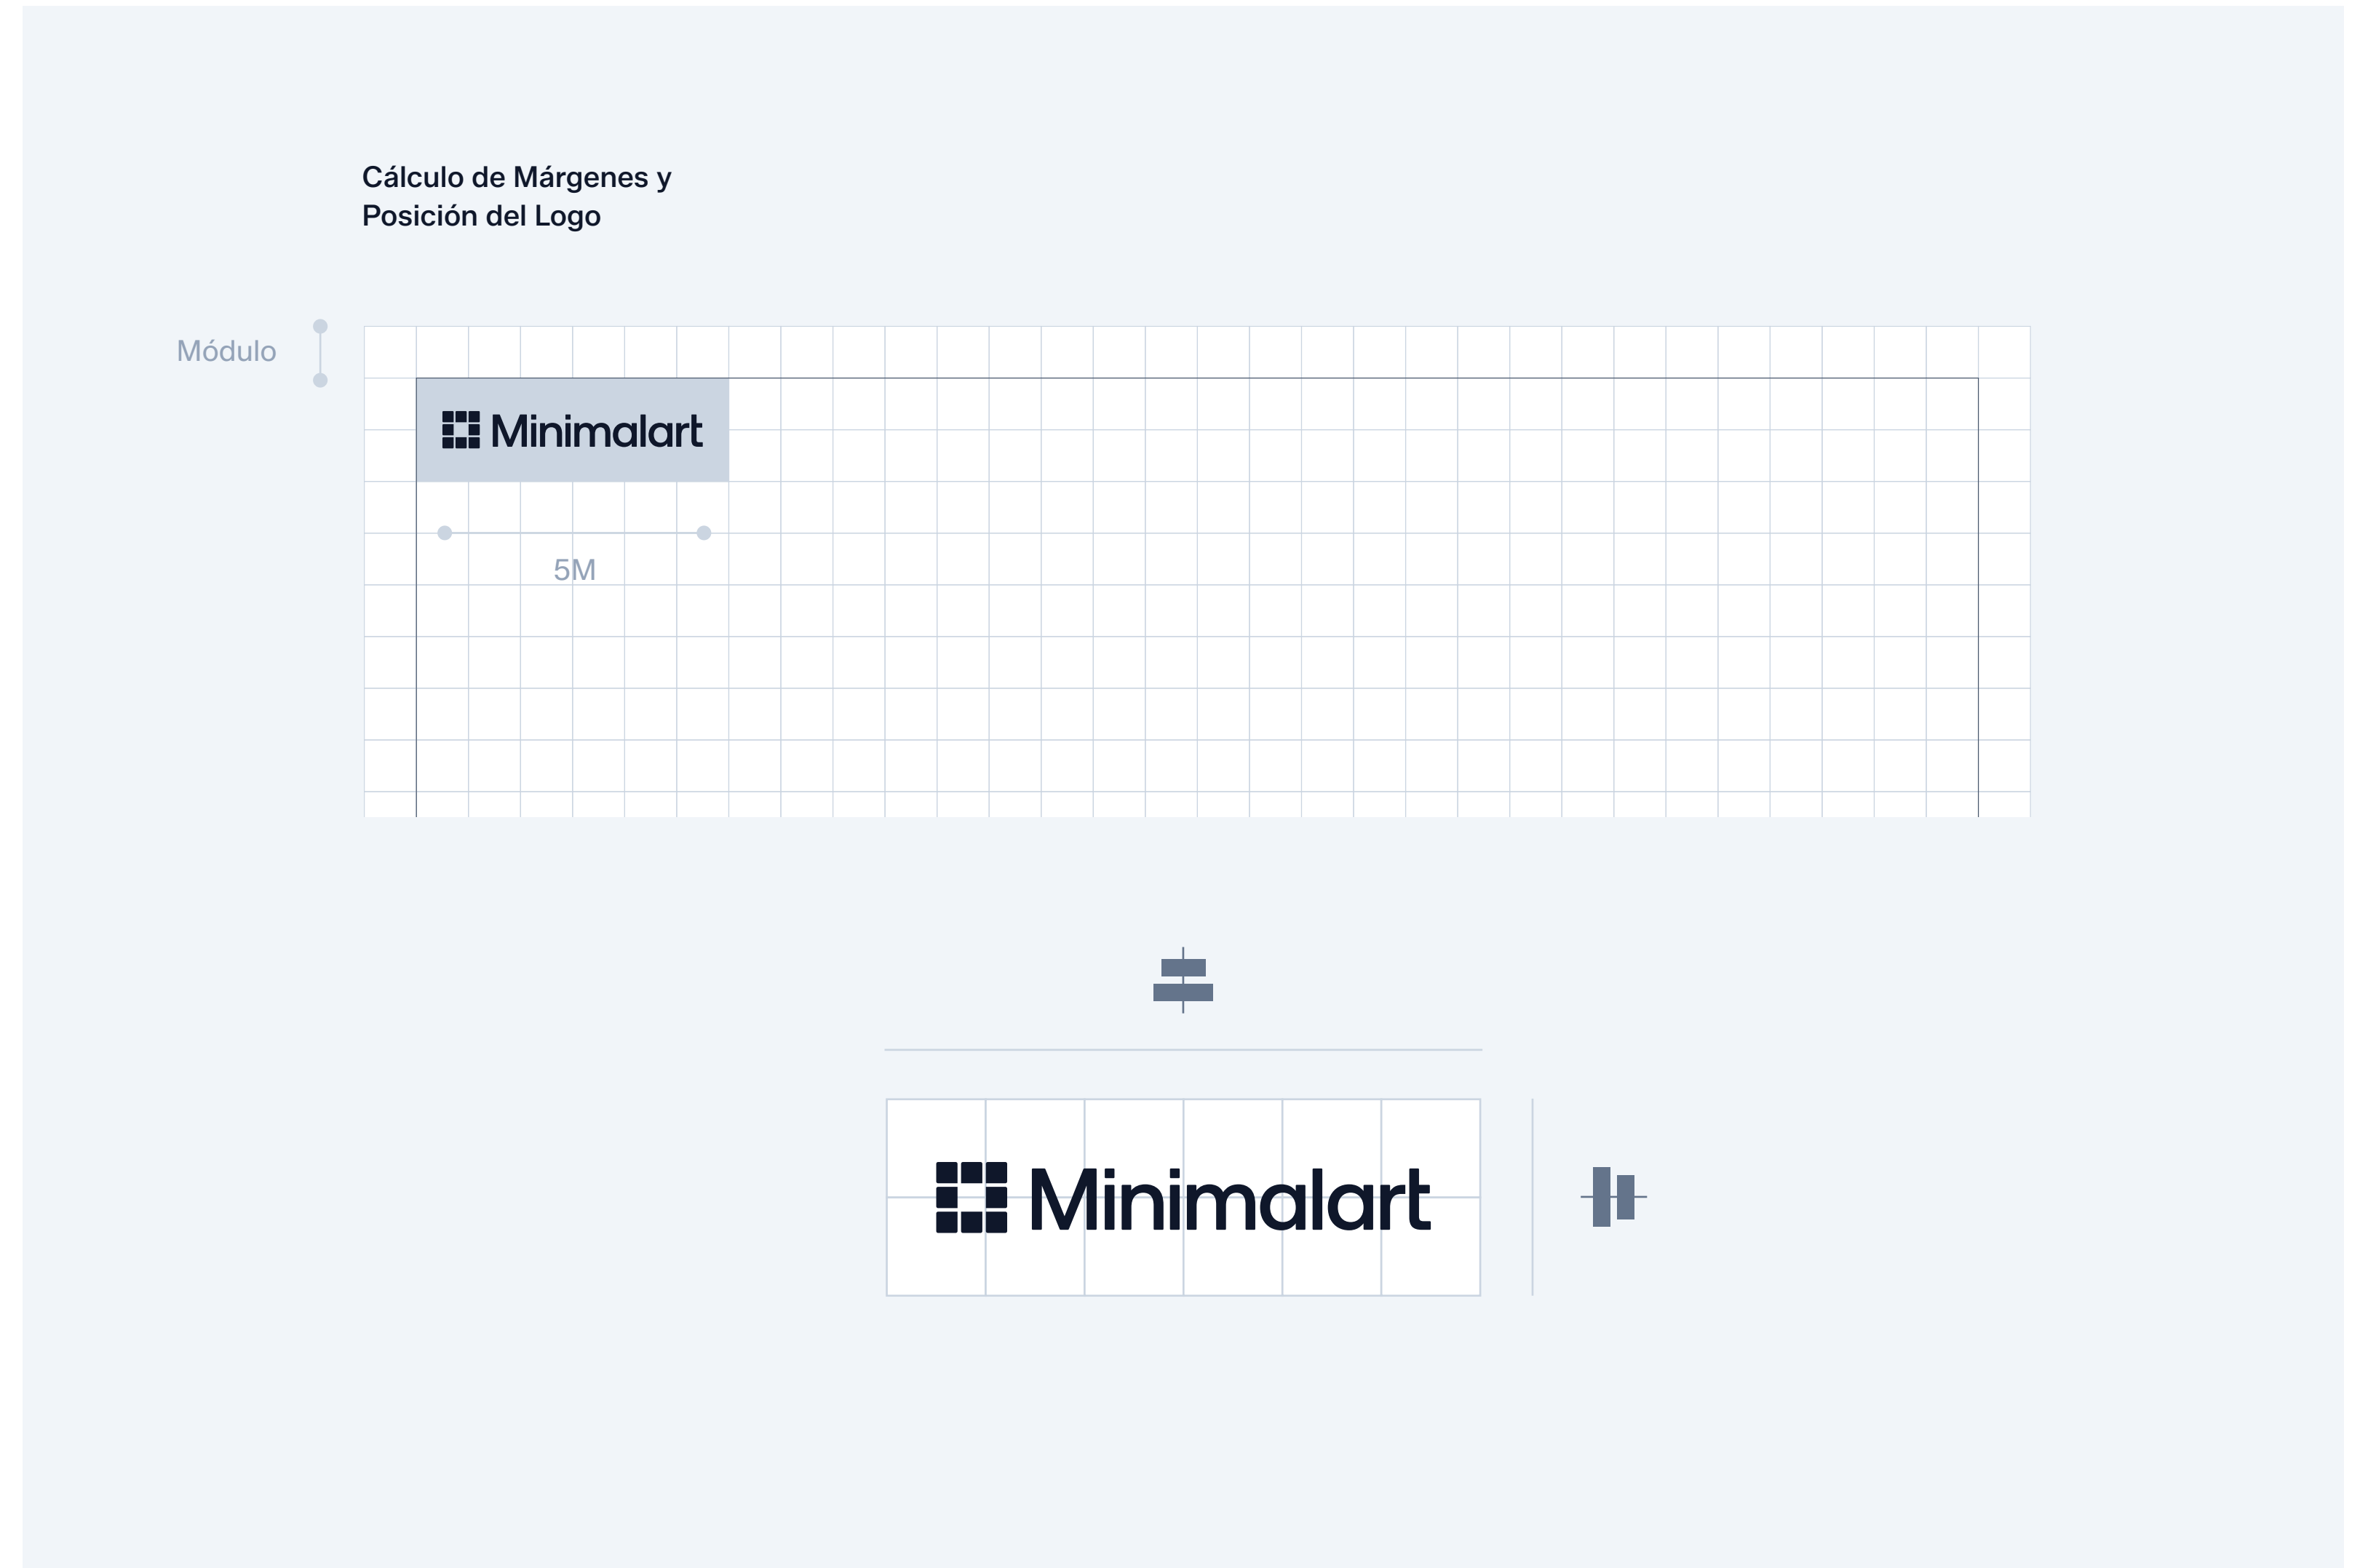 Cálculo de Márgenes y
Posición del Logo
Módulo
Minimalart
5M
Minimalart